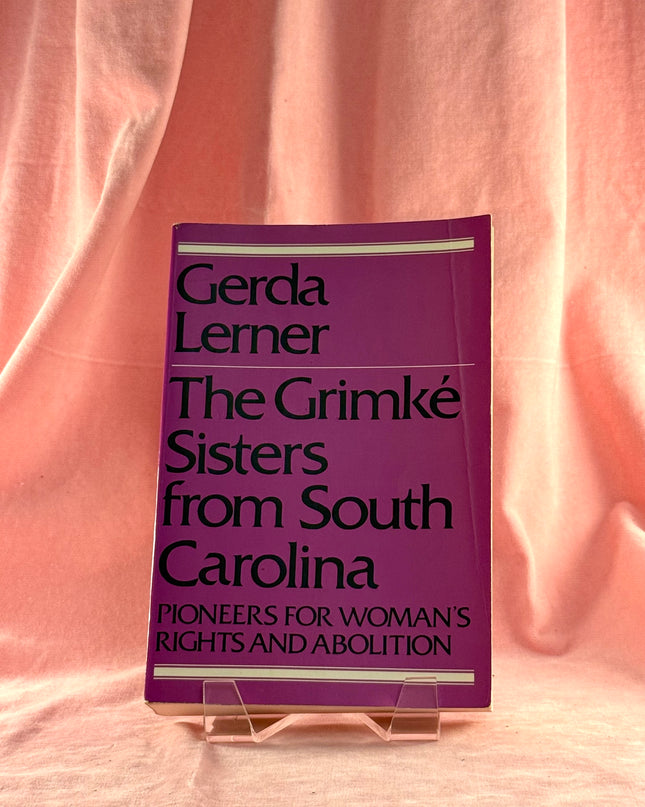 Gerda
Lerner
The Grimké
Sisters
from South
Carolina
PIONEERS FOR WOMAN'S
RIGHTS AND ABOLITION